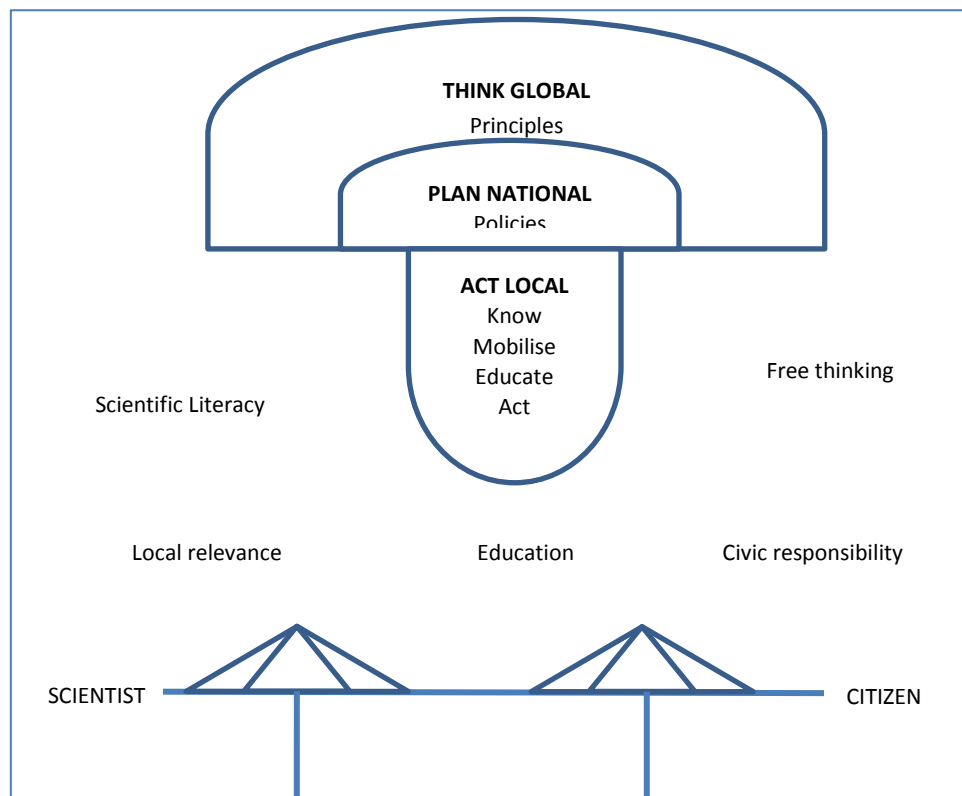 THINK GLOBAL
Principles
PLAN NATIONAL
Policies
ACT LOCAL
Know
Mobilise
Educate
Act
Free thinking
Scientific Literacy
Local relevance
Education
Civic responsibility
SCIENTIST
CITIZEN